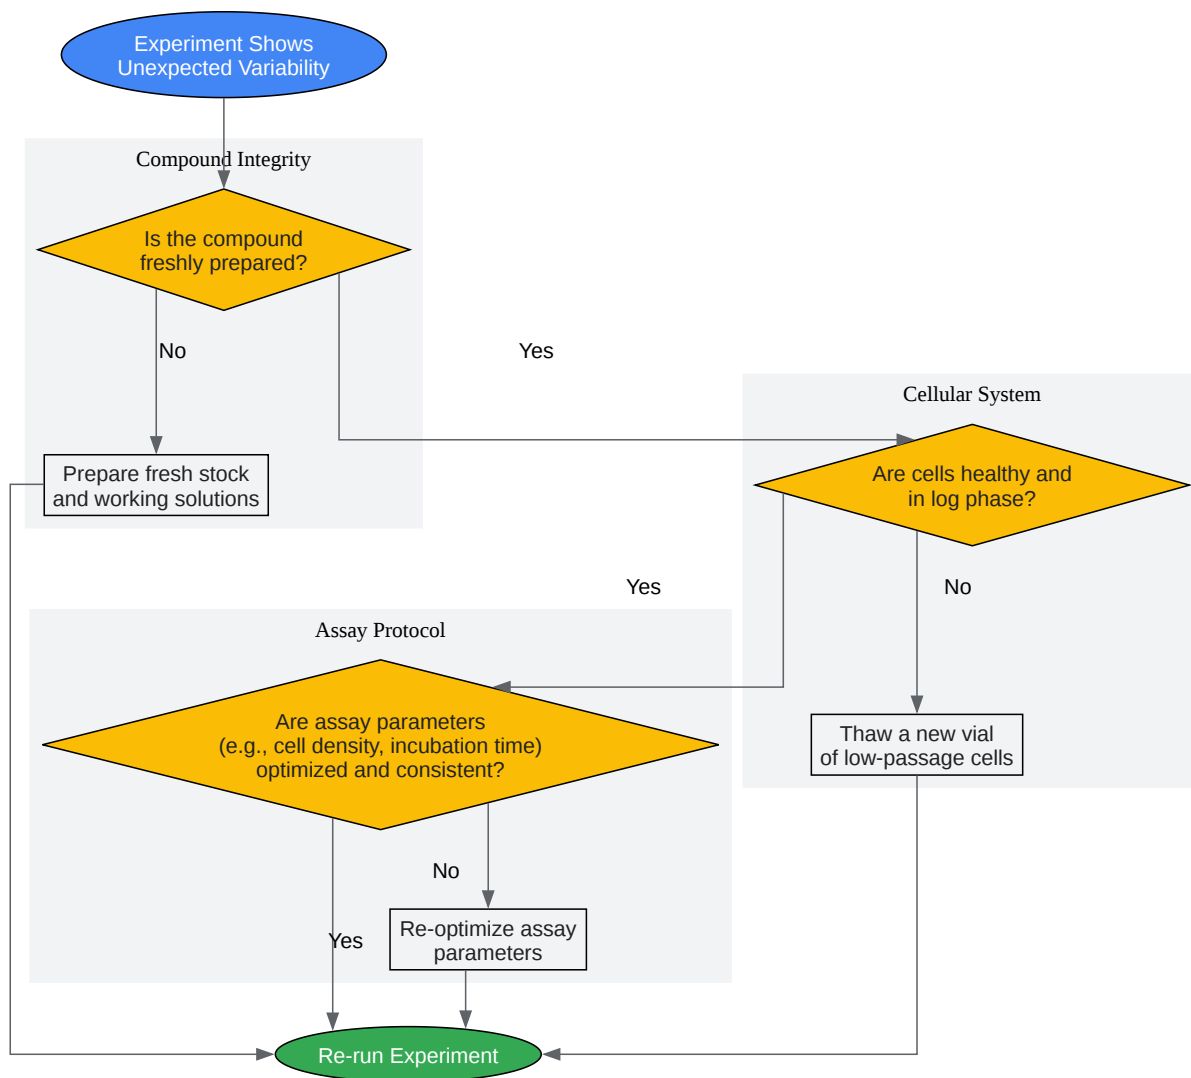 Experiment Shows
Unexpected Variability
Compound Integrity
Is the compound
freshly prepared?
No
Yes
Prepare fresh stock
and working solutions
Cellular System
Are cells healthy and
in log phase?
Yes
No
Assay Protocol
Are assay parameters
(e.g., cell density, incubation time)
optimized and consistent?
Thaw a new vial
of low-passage cells
No
Yes
Re-optimize assay
parameters
Re-run Experiment